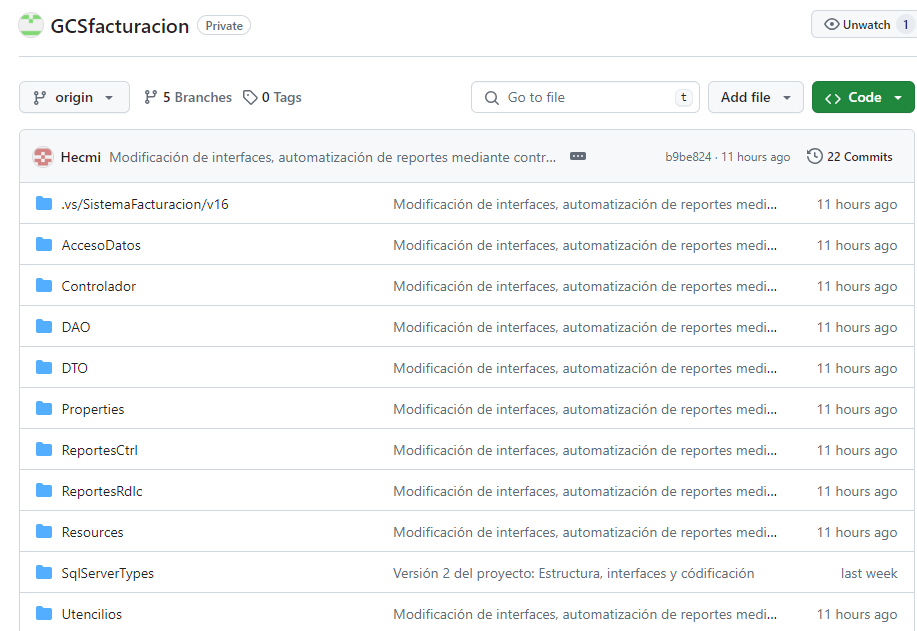 GCSfacturacion Private Unwatch 1
origin 5 Branches 0 Tags Go to file t Add file Code
Hecmi Modificación de interfaces, automatización de reportes mediante contr... b9be824 · 11 hours ago 22 Commits
.vs/SistemaFacturacion/v16 Modificación de interfaces, automatización de reportes medi... 11 hours ago
AccesoDatos Modificación de interfaces, automatización de reportes medi... 11 hours ago
Controlador Modificación de interfaces, automatización de reportes medi... 11 hours ago
DAO Modificación de interfaces, automatización de reportes medi... 11 hours ago
DTO Modificación de interfaces, automatización de reportes medi... 11 hours ago
Properties Modificación de interfaces, automatización de reportes medi... 11 hours ago
ReportesCtrl Modificación de interfaces, automatización de reportes medi... 11 hours ago
ReportesRdlc Modificación de interfaces, automatización de reportes medi... 11 hours ago
Resources Modificación de interfaces, automatización de reportes medi... 11 hours ago
SqlServerTypes Versión 2 del proyecto: Estructura, interfaces y códificación last week
Utencilios Modificación de interfaces, automatización de reportes medi... 11 hours ago